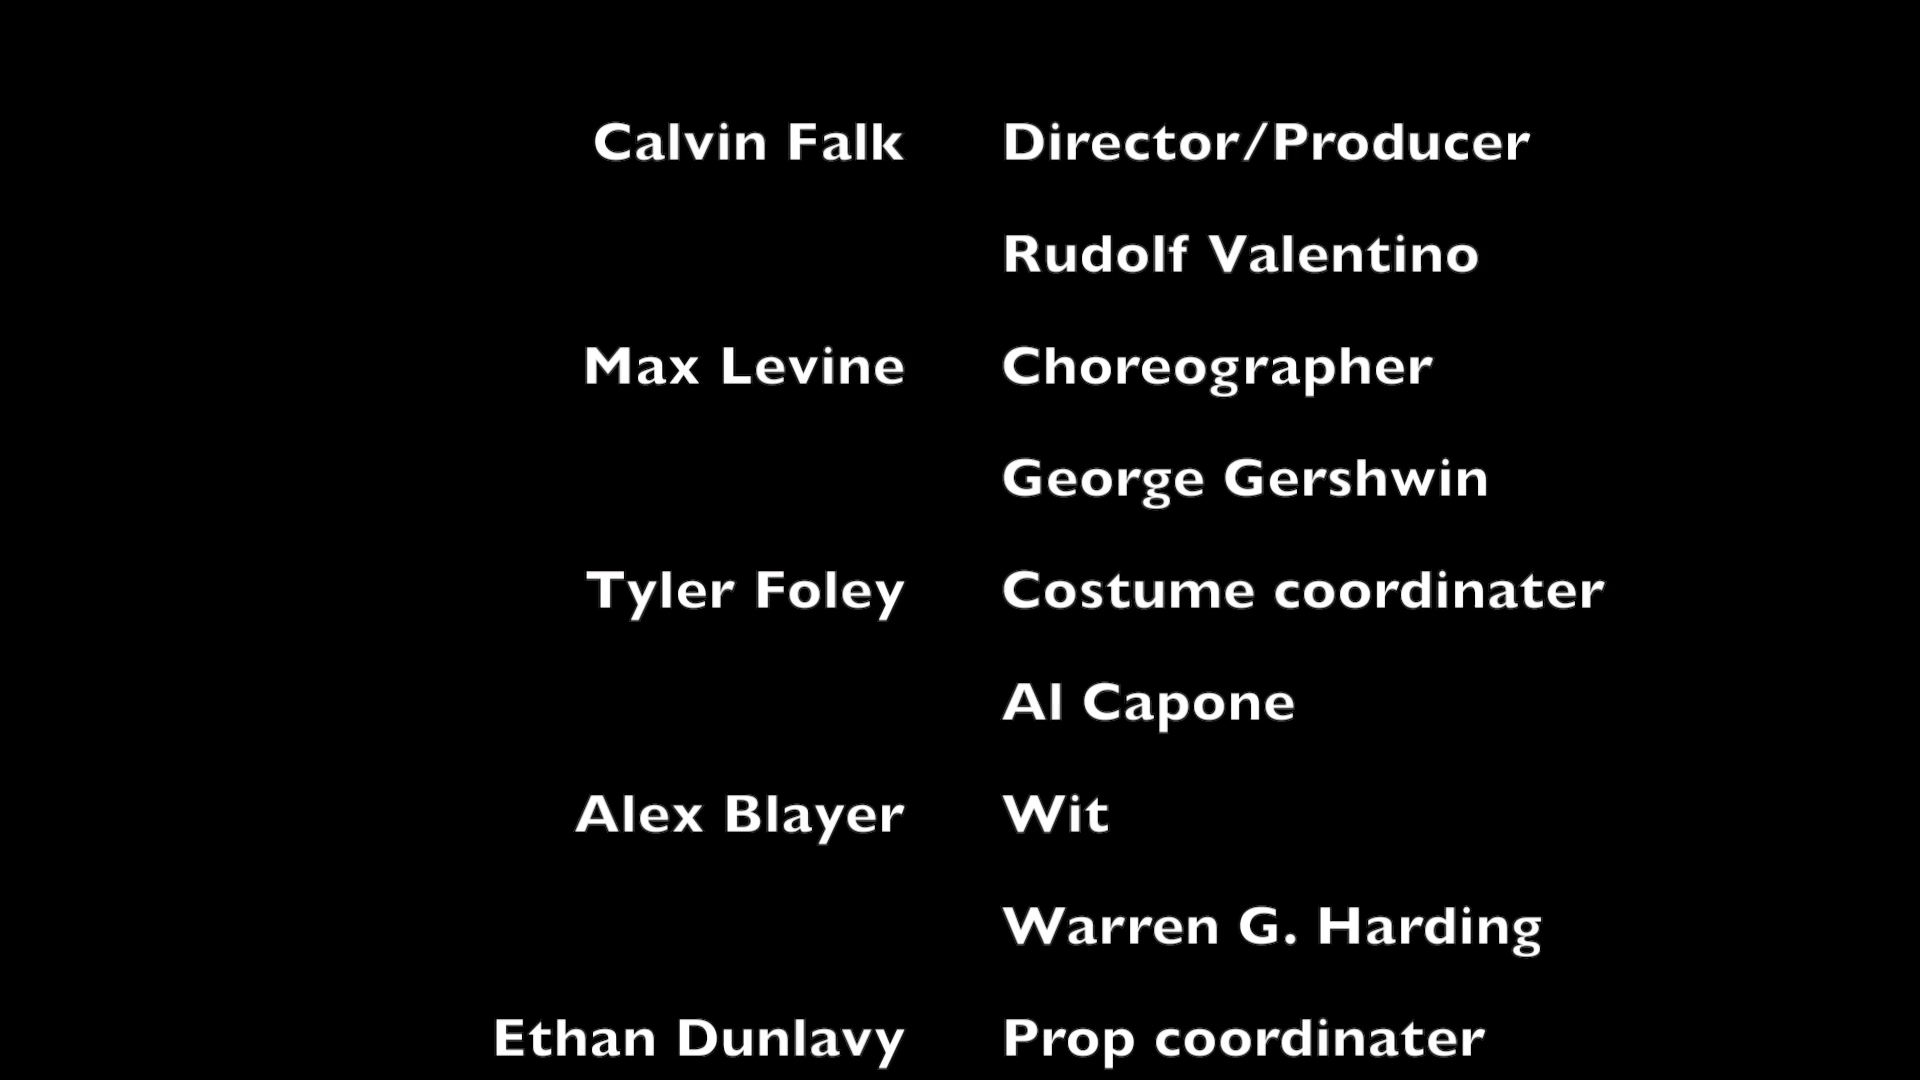 Calvin Falk Director/Producer
Rudolf Valentino
Max Levine Choreographer
George Gershwin
Tyler Foley Costume coordinater
Al Capone
Alex Blayer Wit
Warren G. Harding
Ethan Dunlavy Prop coordinater